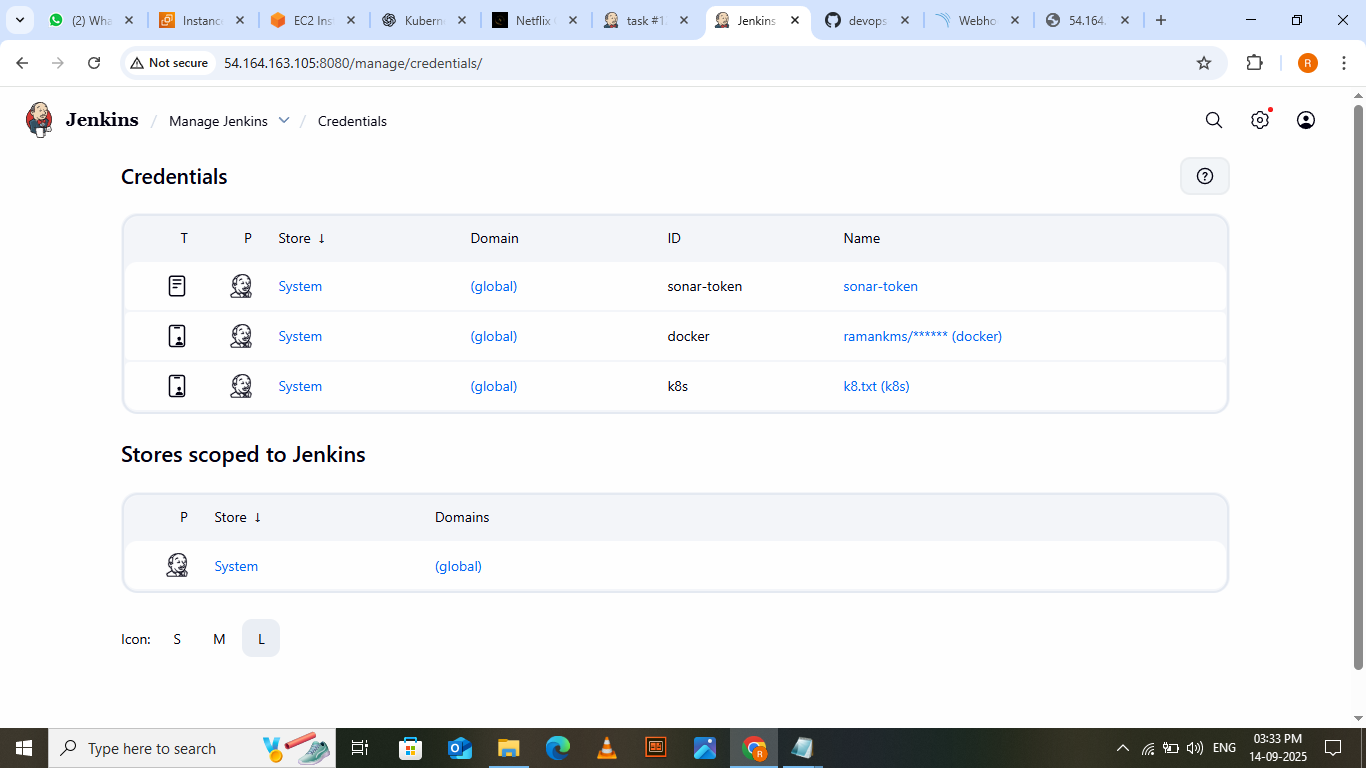 (2) Wha
Instance
EC2 Ins
Kuberne
Netflix
task #1
Jenkins
devops
Webho
54.164.
Not secure
54.164.163.105:8080/manage/credentials/
R
Jenkins / Manage Jenkins / Credentials
Credentials
T P Store ↓ Domain ID Name
System (global) sonar-token sonar-token
System (global) docker ramankms/****** (docker)
System (global) k8s k8.txt (k8s)
Stores scoped to Jenkins
P Store ↓ Domains
System (global)
Icon: S M L
Type here to search
R
ENG
03:33 PM
14-09-2025